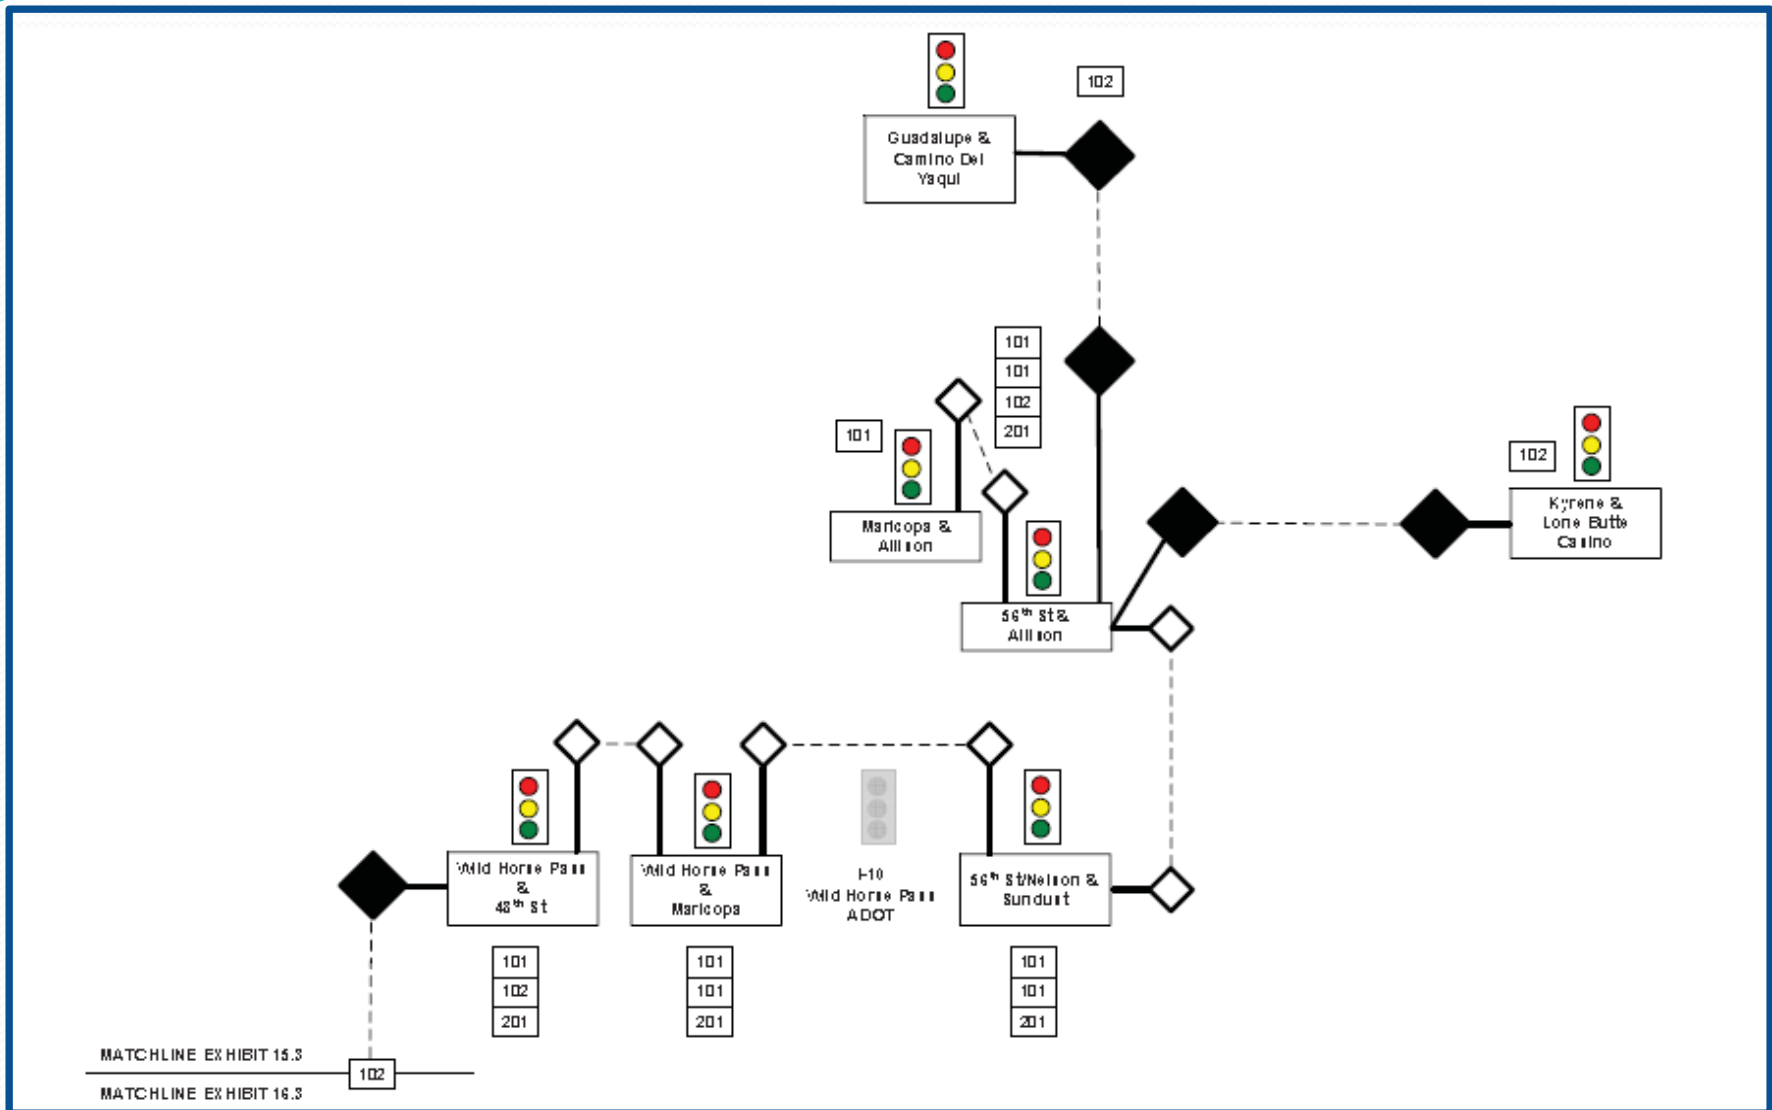 102
Guadalupe &
Camino Del
Yaqui
101
101
102
201
101
Maricopa &
Allison
102
Kyrene &
Lone Butte
Casino
56th St &
Allison
Wild Horse Pass
&
48th St
Wild Horse Pass
&
Maricopa
I-10
Wild Horse Pass
ADOT
56th St/Nelson &
Sundust
101
102
201
101
101
201
101
101
201
MATCHLINE EXHIBIT 15.3
102
MATCHLINE EXHIBIT 16.3